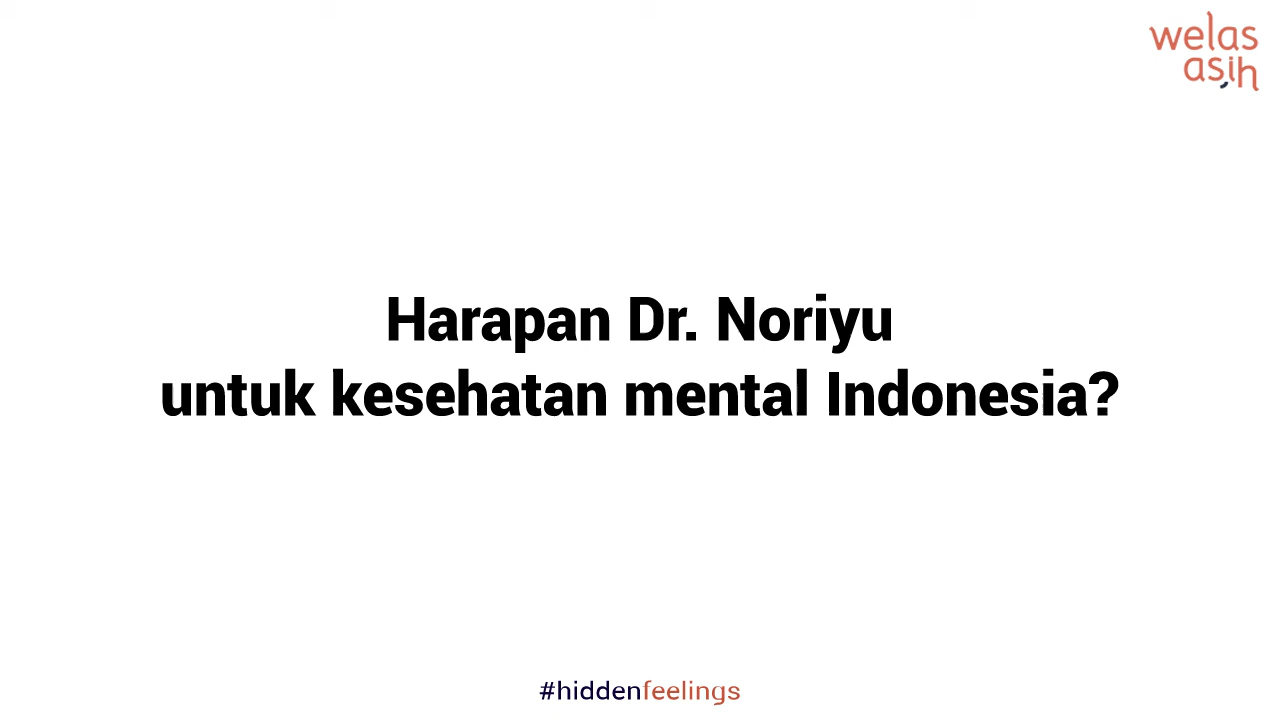 welas
asih
Harapan Dr. Noriyu
untuk kesehatan mental Indonesia?
#hiddenfeelings